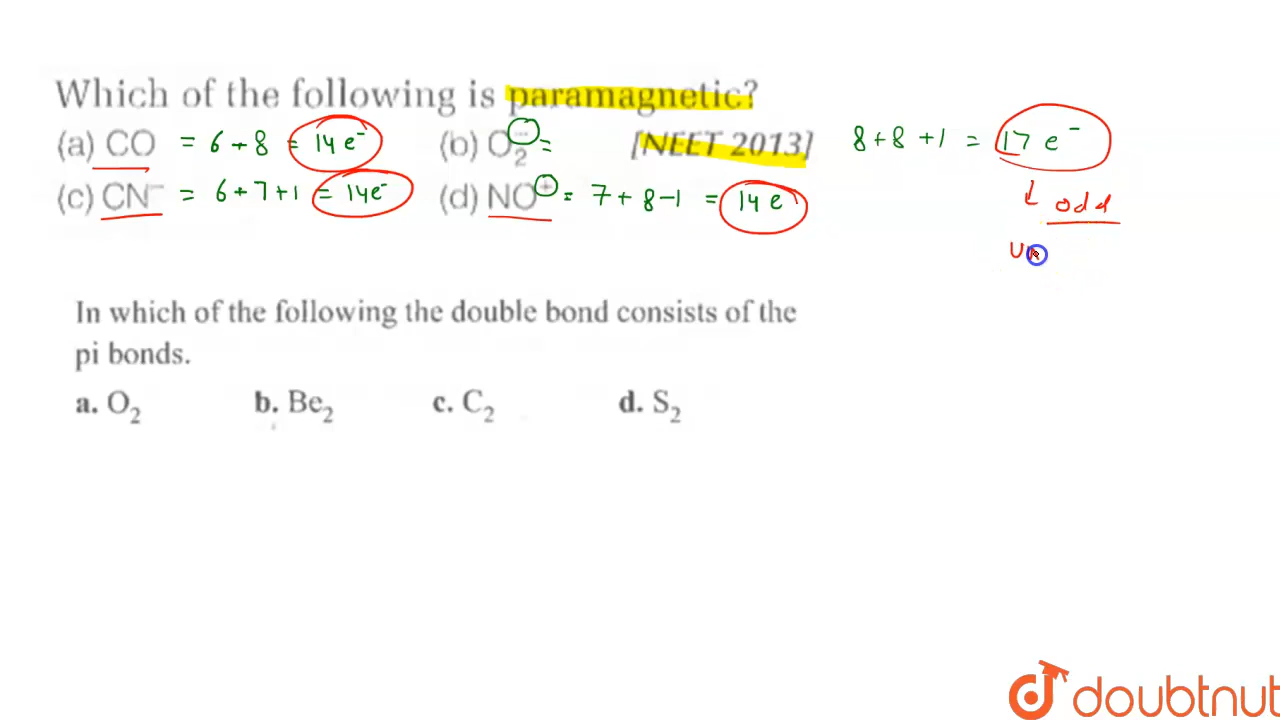 Which of the following is paramagnetic?
(a) CO = 6 + 8 = 14 e⁻ (b) O₂⁻ = [NEET 2013] 8 + 8 + 1 = 17 e⁻
(c) CN⁻ = 6 + 7 + 1 = 14e⁻ (d) NO⁺ = 7 + 8 - 1 = 14 e
↓ odd
In which of the following the double bond consists of the
pi bonds.
a. O₂ b. Be₂ c. C₂ d. S₂
doubtnut